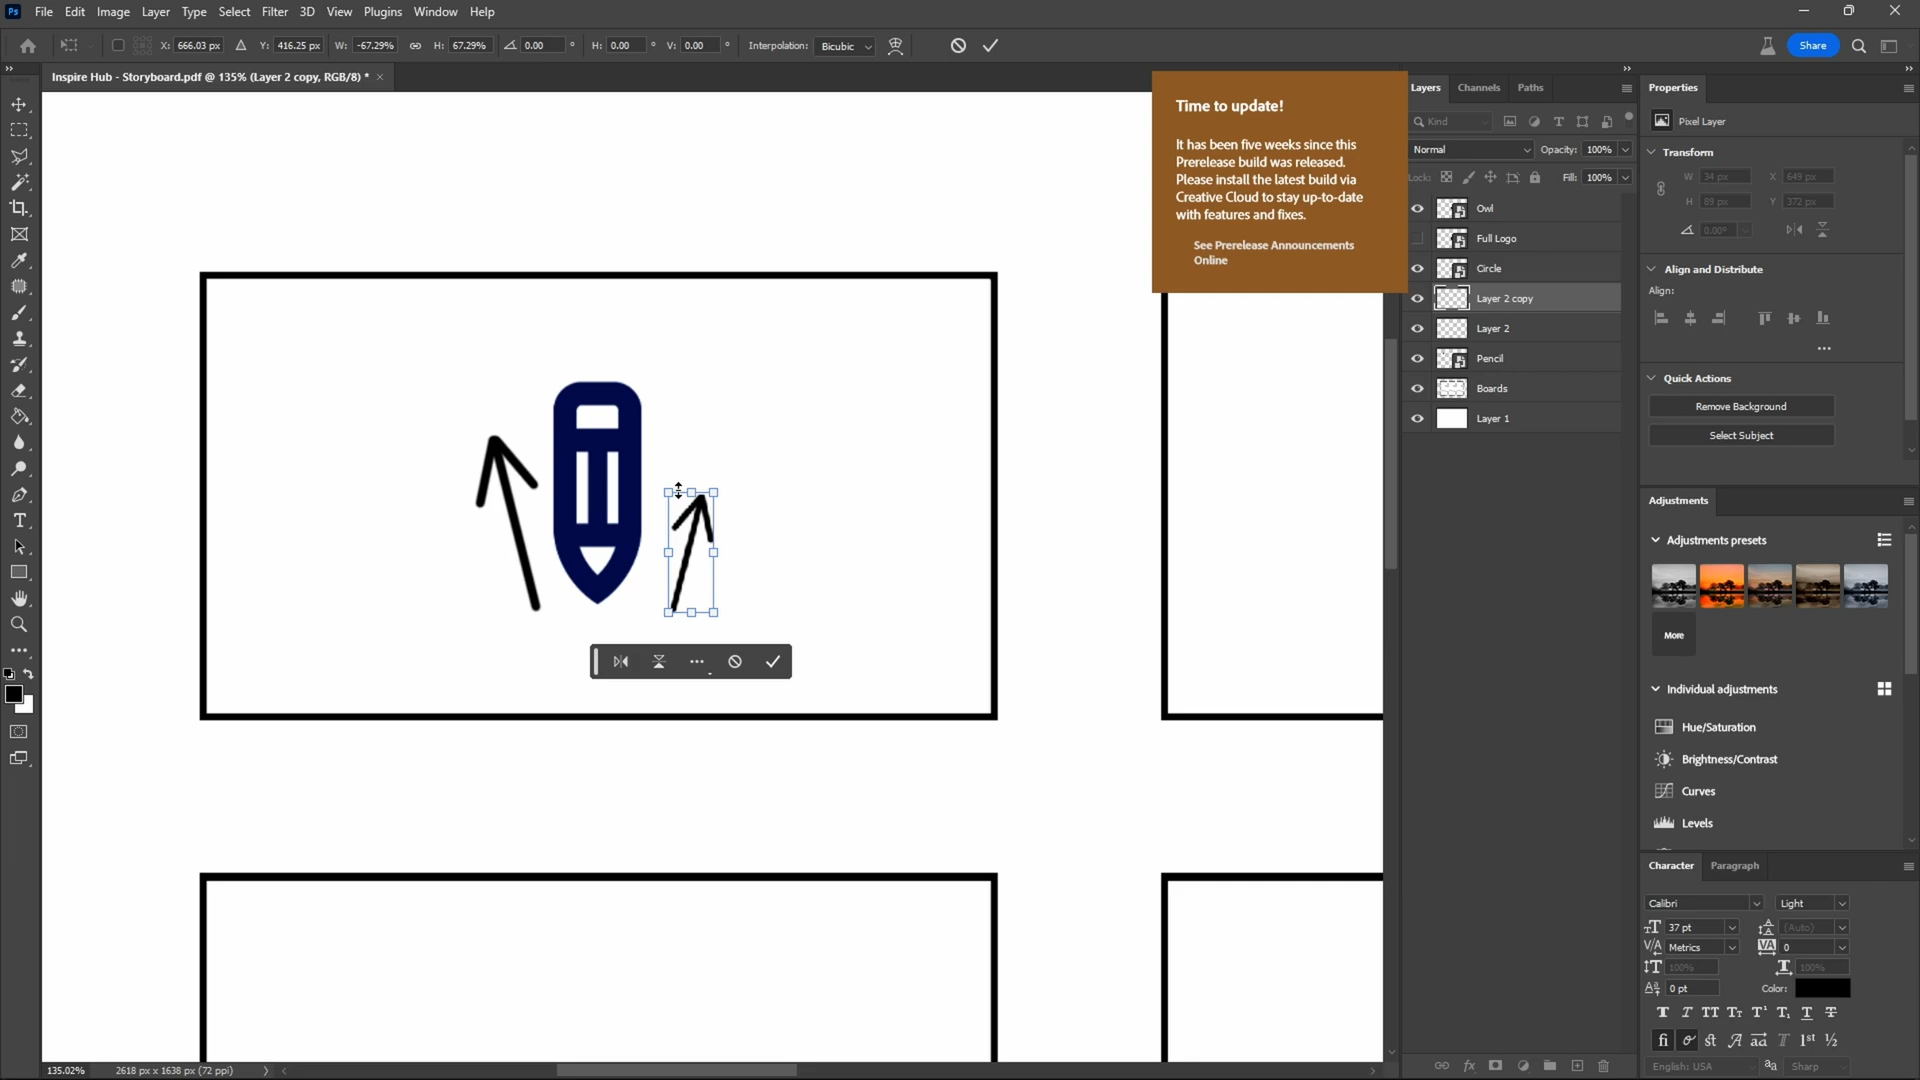 Ps File Edit Image Layer Type Select Filter 3D View Plugins Window Help
X: 666.03 px Y: 416.25 px W: -67.29% H: 67.29% 0.00 ° H: 0.00 ° V: 0.00 ° Interpolation: Bicubic Share
Inspire Hub - Storyboard.pdf @ 135% (Layer 2 copy, RGB/8) * ×
Time to update!
It has been five weeks since this
Prerelease build was released.
Please install the latest build via
Creative Cloud to stay up-to-date
with features and fixes.
See Prerelease Announcements
Online
Layers Channels Paths
Kind
Normal Opacity: 100%
Lock: Fill: 100%
Owl
Full Logo
Circle
Layer 2 copy
Layer 2
Pencil
Boards
Layer 1
Properties
Pixel Layer
Transform
W 34 px X 649 px
H 89 px Y 372 px
0.00°
Align and Distribute
Align:
Quick Actions
Remove Background
Select Subject
Adjustments
Adjustments presets
More
Individual adjustments
Hue/Saturation
Brightness/Contrast
Curves
Levels
Character Paragraph
Calibri Light
37 pt (Auto)
Metrics 0
100% 100%
0 pt Color:
T T TT Tt T¹ T₁ T T
fi st A aa T 1st ½
English: USA aa Sharp
135.02% 2618 px x 1638 px (72 ppi)